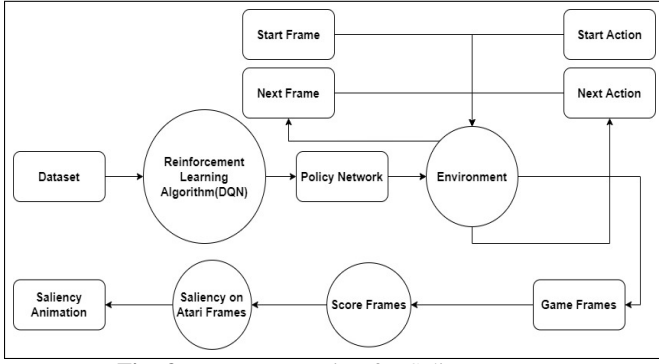 Start Frame
Start Action
Next Frame
Next Action
Dataset
Reinforcement
Learning
Algorithm(DQN)
Policy Network
Environment
Saliency
Animation
Saliency on
Atari Frames
Score Frames
Game Frames